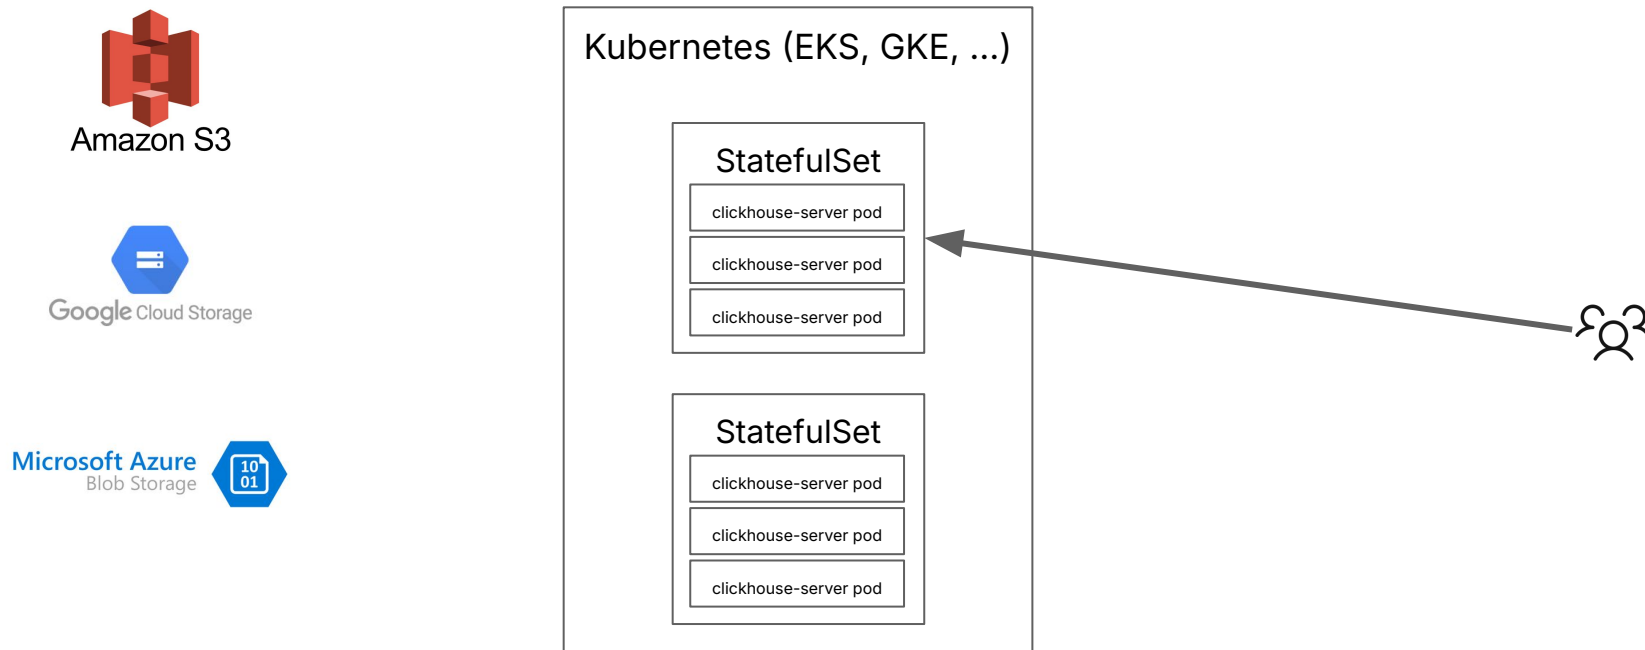 Amazon S3
Google Cloud Storage
Microsoft Azure
Blob Storage
10
01
Kubernetes (EKS, GKE, ...)
StatefulSet
clickhouse-server pod
clickhouse-server pod
clickhouse-server pod
StatefulSet
clickhouse-server pod
clickhouse-server pod
clickhouse-server pod